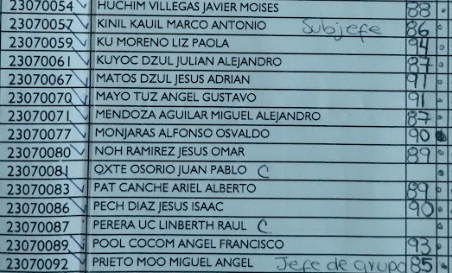 23070054 HUCHIM VILLEGAS JAVIER MOISES 88
23070057 KINIL KAUIL MARCO ANTONIO Subjefe 86
23070059 KU MORENO LIZ PAOLA 94
23070061 KUYOC DZUL JULIAN ALEJANDRO 87
23070067 MATOS DZUL JESUS ADRIAN 91
23070070 MAYO TUZ ANGEL GUSTAVO 91
23070071 MENDOZA AGUILAR MIGUEL ALEJANDRO 87
23070077 MONJARAS ALFONSO OSVALDO 90
23070080 NOH RAMIREZ JESUS OMAR 89
23070081 OXTE OSORIO JUAN PABLO C
23070083 PAT CANCHE ARIEL ALBERTO 89
23070086 PECH DIAZ JESUS ISAAC 90
23070087 PERERA UC LINBERTH RAUL C
23070089 POOL COCOM ANGEL FRANCISCO 93
23070092 PRIETO MOO MIGUEL ANGEL Jefe de grupo 85